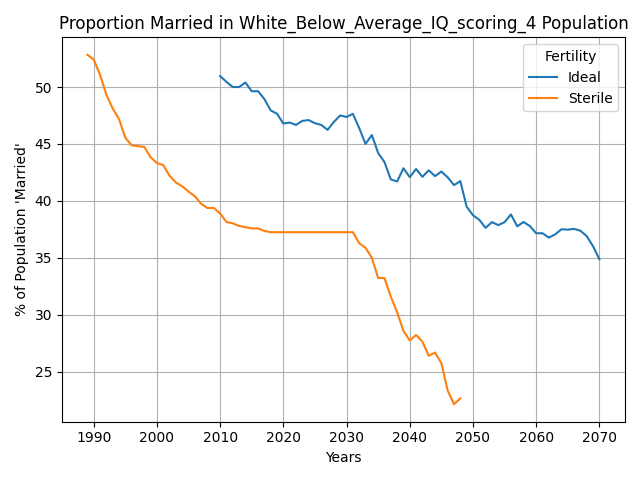 Proportion Married in White_Below_Average_IQ_scoring_4 Population
% of Population 'Married'
50
45
40
35
30
25
Fertility
Ideal
Sterile
1990 2000 2010 2020 2030 2040 2050 2060 2070
Years